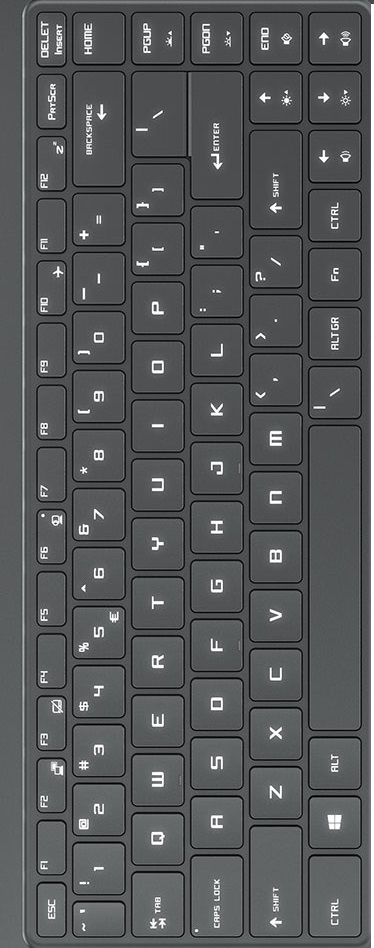 ESC F1 F2 F3 F4 F5 F6 F7 F8 F9 F10 F11 F12 PRTSCR DELET INSERT
~ ` ! 1 @ 2 # 3 $ 4 % 5 € ^ 6 & 7 * 8 ( 9 ) 0 _ - + = BACKSPACE HOME
TAB Q W E R T Y U I O P { [ } ] | \ PGUP
CAPS LOCK A S D F G H J K L : ; " ' ENTER PGDN
SHIFT Z X C V B N M < , > . ? / SHIFT END
CTRL ALT | \ ALT GR Fn CTRL